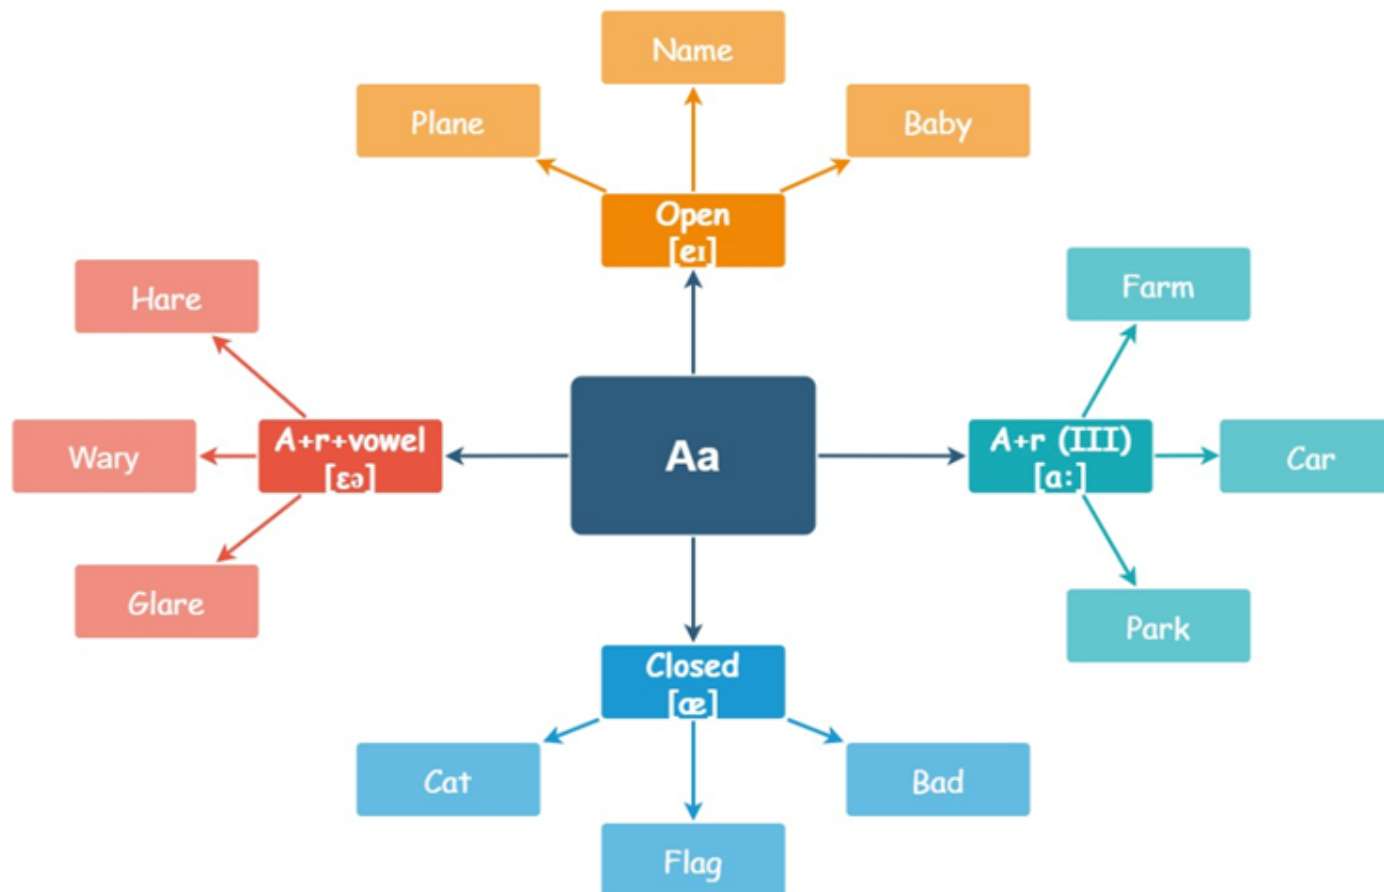 Name
Plane
Baby
Open
[eɪ]
Hare
Farm
A+r+vowel
[ɛə]
Wary
Aa
A+r (III)
[ɑ:]
Car
Glare
Park
Closed
[æ]
Cat
Bad
Flag